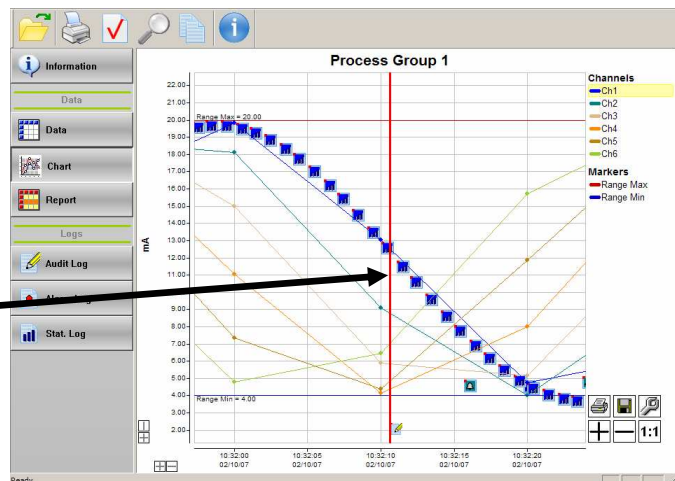 Process Group 1
Information
Data
Data
Chart
Report
Logs
Audit Log
Stat. Log
mA
22.00
21.00
Range Max = 20.00
20.00
19.00
18.00
17.00
16.00
15.00
14.00
13.00
12.00
11.00
10.00
9.00
8.00
7.00
6.00
5.00
Range Min = 4.00
4.00
3.00
2.00
10:32:00 10:32:05 10:32:10 10:32:15 10:32:20
02/10/07 02/10/07 02/10/07 02/10/07 02/10/07
Channels
Ch1
Ch2
Ch3
Ch4
Ch5
Ch6
Markers
Range Max
Range Min
1:1
Ready